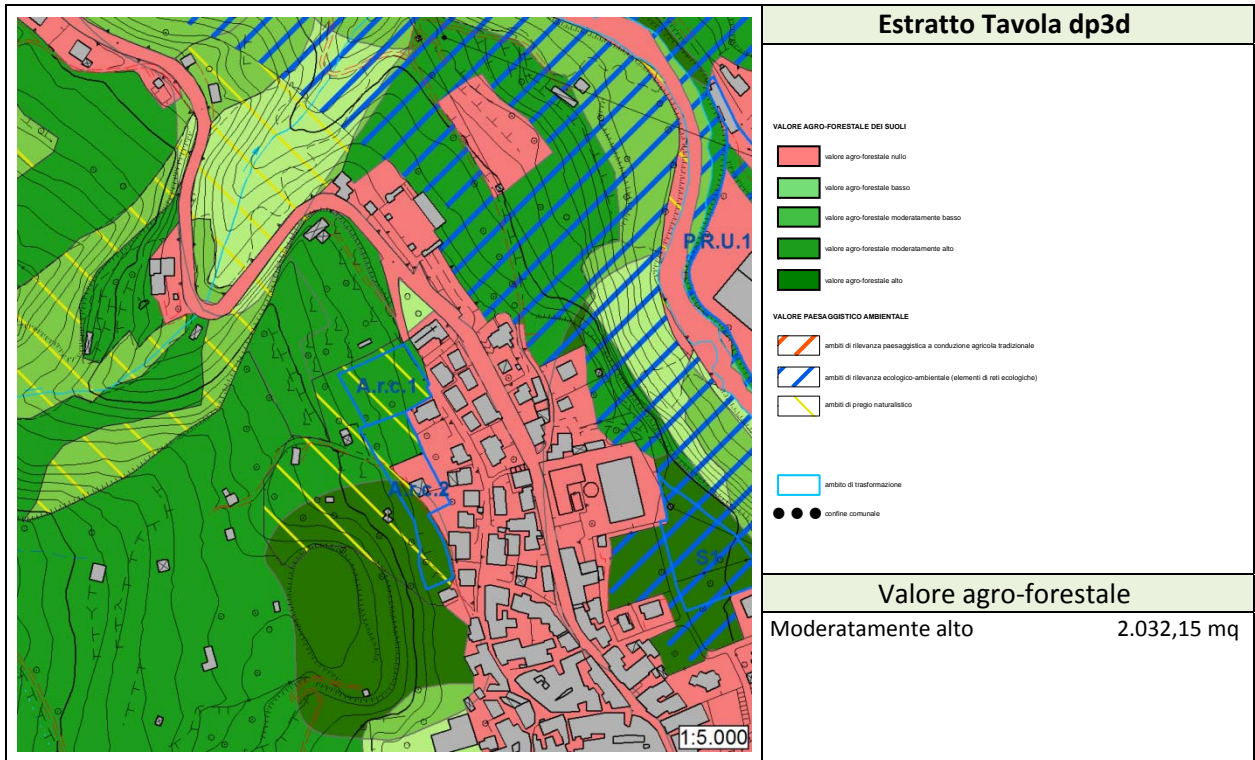 Estratto Tavola dp3d
VALORE AGRO-FORESTALE DEI SUOLI
valore agro-forestale nullo
valore agro-forestale basso
valore agro-forestale moderatamente basso
valore agro-forestale moderatamente alto
valore agro-forestale alto
VALORE PAESAGGISTICO AMBIENTALE
ambiti di rilevanza paesaggistica a conduzione agricola tradizionale
ambiti di rilevanza ecologico-ambientale (elementi di reti ecologiche)
ambiti di pregio naturalistico
ambito di trasformazione
confine comunale
P.R.U.1
A.r.c.1
A.r.c.2
1:5.000
Valore agro-forestale
Moderatamente alto 2.032,15 mq